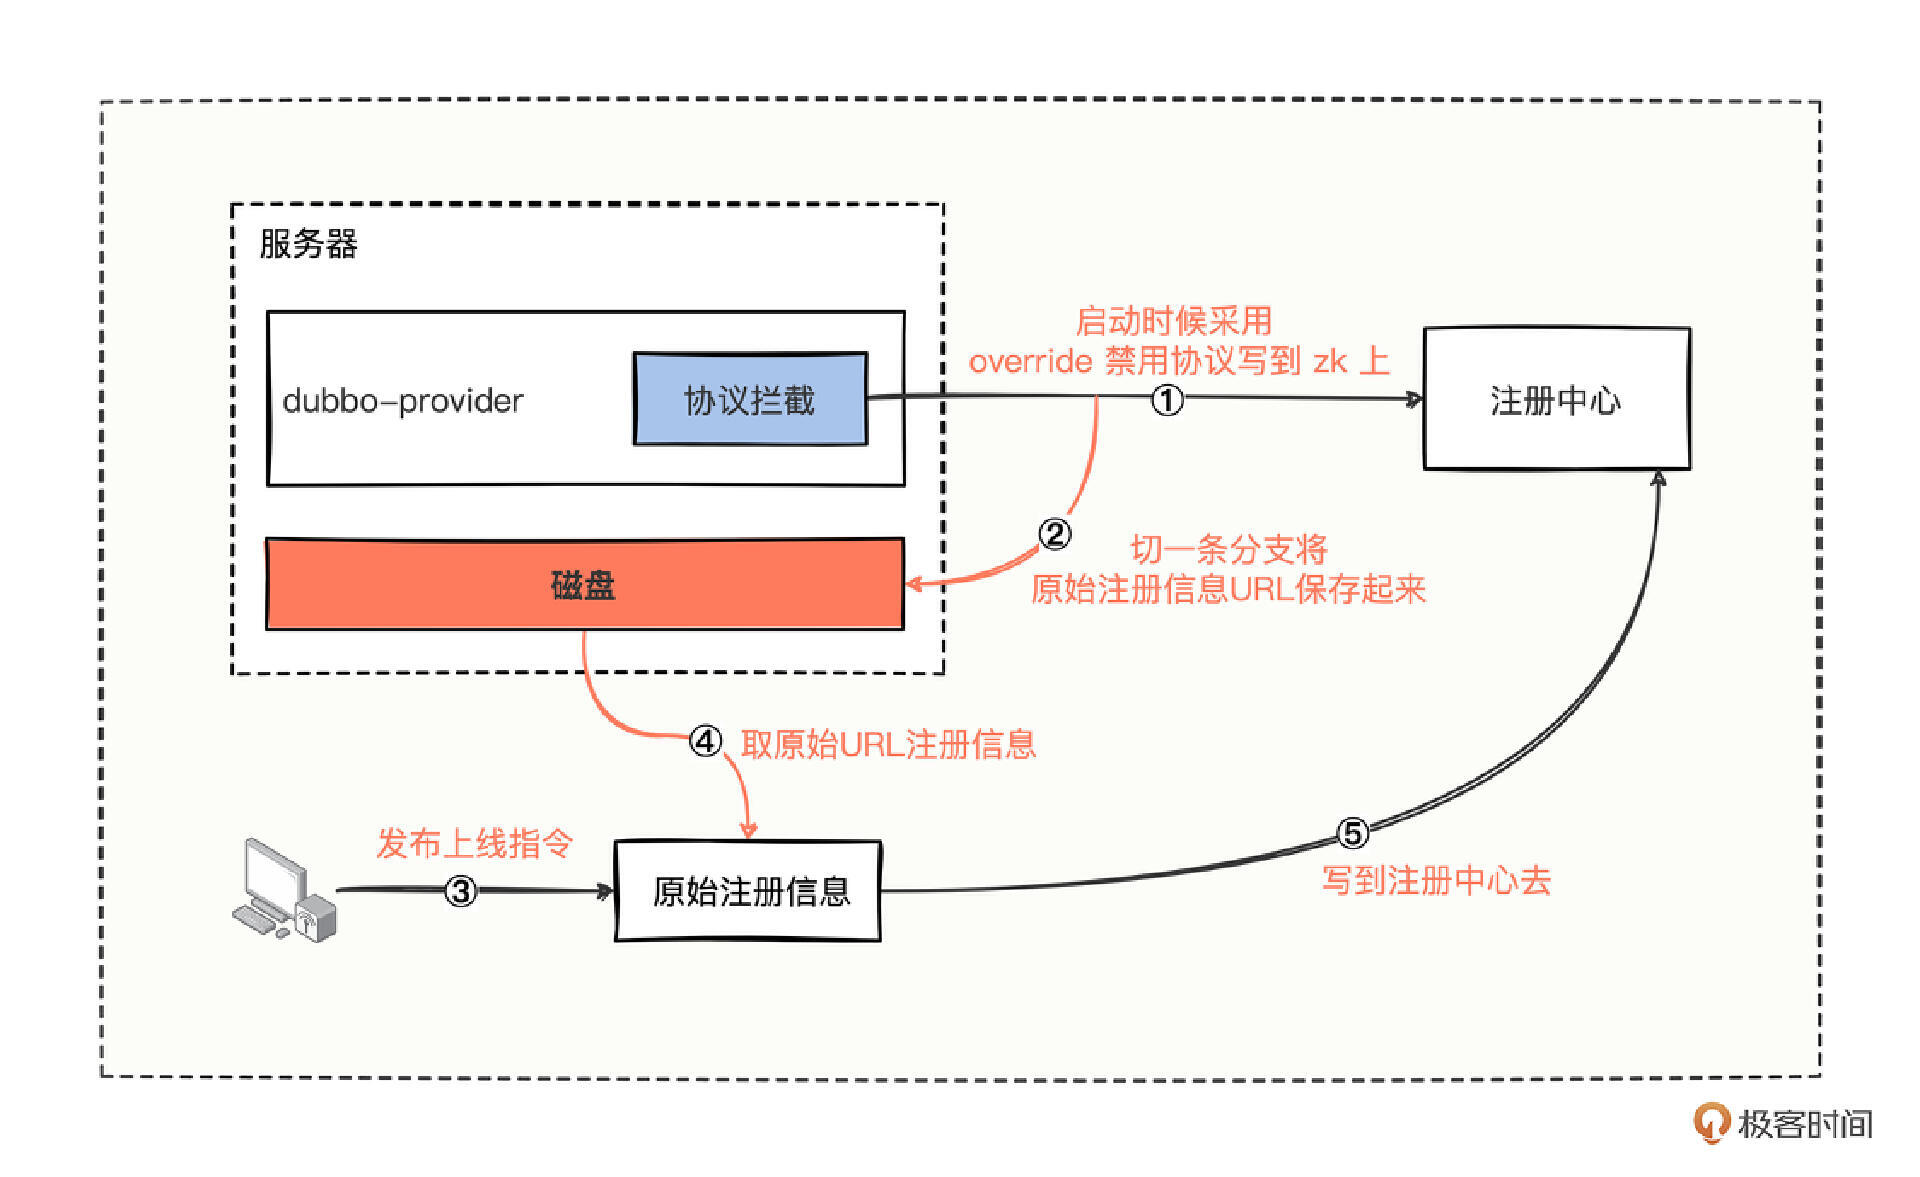 服务器
dubbo-provider
协议拦截
启动时候采用
override 禁用协议写到 zk 上
①
注册中心
②
切一条分支将
原始注册信息URL保存起来
磁盘
④
取原始URL注册信息
发布上线指令
③
原始注册信息
⑤
写到注册中心去
极客时间